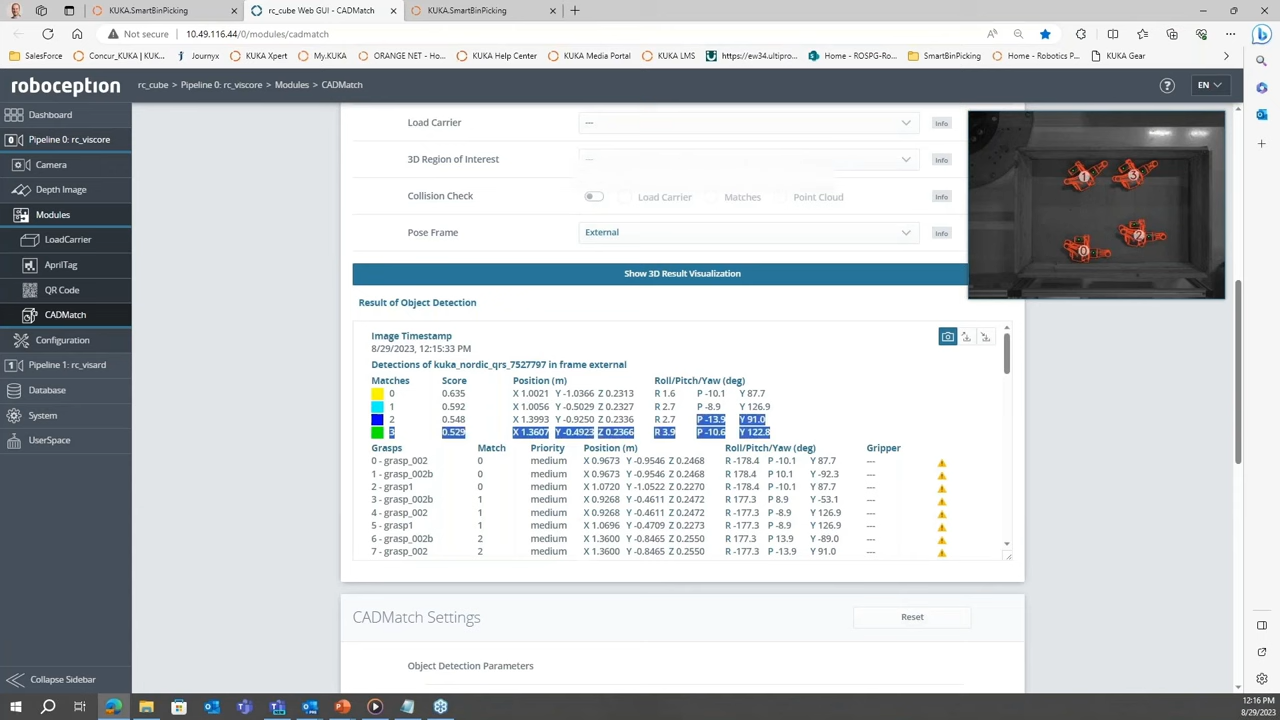 KUKA.SmartBinPicking
rc_cube Web GUI - CADMatch
KUKA.SmartBinPicking
Not secure
10.49.116.44/0/modules/cadmatch
SalesForce
Concur_KUKA | KUK...
Journyx
KUKA Xpert
My.KUKA
ORANGE NET - Hom...
KUKA Help Center
KUKA Media Portal
KUKA LMS
https://ew34.ultipro...
Home - ROSPG-Ro...
SmartBinPicking
Home - Robotics P...
KUKA Gear
roboception
rc_cube > Pipeline 0: rc_viscore > Modules > CADMatch
EN
Dashboard
Pipeline 0: rc_viscore
Camera
Depth Image
Modules
LoadCarrier
AprilTag
QR Code
CADMatch
Configuration
Pipeline 1: rc_visard
Database
System
UserSpace
Collapse Sidebar
Load Carrier --- Info
3D Region of Interest --- Info
Collision Check Load Carrier Matches Point Cloud Info
Pose Frame External Info
Show 3D Result Visualization
1 3
0 2
Result of Object Detection
Image Timestamp
8/29/2023, 12:15:33 PM
Detections of kuka_nordic_qrs_7527797 in frame external
Matches Score Position (m) Roll/Pitch/Yaw (deg)
0 0.635 X 1.0021 Y -1.0366 Z 0.2313 R 1.6 P -10.1 Y 87.7
1 0.592 X 1.0056 Y -0.5029 Z 0.2327 R 2.7 P -8.9 Y 126.9
2 0.548 X 1.3993 Y -0.9250 Z 0.2336 R 2.7 P -13.9 Y 91.0
3 0.529 X 1.3607 Y -0.4923 Z 0.2366 R 3.9 P -10.6 Y 122.8
Grasps Match Priority Position (m) Roll/Pitch/Yaw (deg) Gripper
0 - grasp_002 0 medium X 0.9673 Y -0.9546 Z 0.2468 R -178.4 P -10.1 Y 87.7 ---
1 - grasp_002b 0 medium X 0.9673 Y -0.9546 Z 0.2468 R 178.4 P 10.1 Y -92.3 ---
2 - grasp1 0 medium X 1.0720 Y -1.0522 Z 0.2270 R -178.4 P -10.1 Y 87.7 ---
3 - grasp_002b 1 medium X 0.9268 Y -0.4611 Z 0.2472 R 177.3 P 8.9 Y -53.1 ---
4 - grasp_002 1 medium X 0.9268 Y -0.4611 Z 0.2472 R -177.3 P -8.9 Y 126.9 ---
5 - grasp1 1 medium X 1.0696 Y -0.4709 Z 0.2273 R -177.3 P -8.9 Y 126.9 ---
6 - grasp_002b 2 medium X 1.3600 Y -0.8465 Z 0.2550 R 177.3 P 13.9 Y -89.0 ---
7 - grasp_002 2 medium X 1.3600 Y -0.8465 Z 0.2550 R -177.3 P -13.9 Y 91.0 ---
CADMatch Settings
Reset
Object Detection Parameters
12:16 PM
8/29/2023